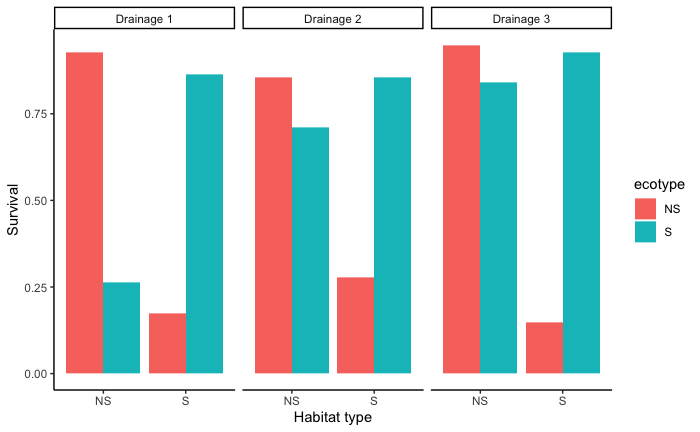 Drainage 1
Drainage 2
Drainage 3
0.75
0.50
0.25
0.00
Survival
NS
S
NS
S
NS
S
Habitat type
ecotype
NS
S